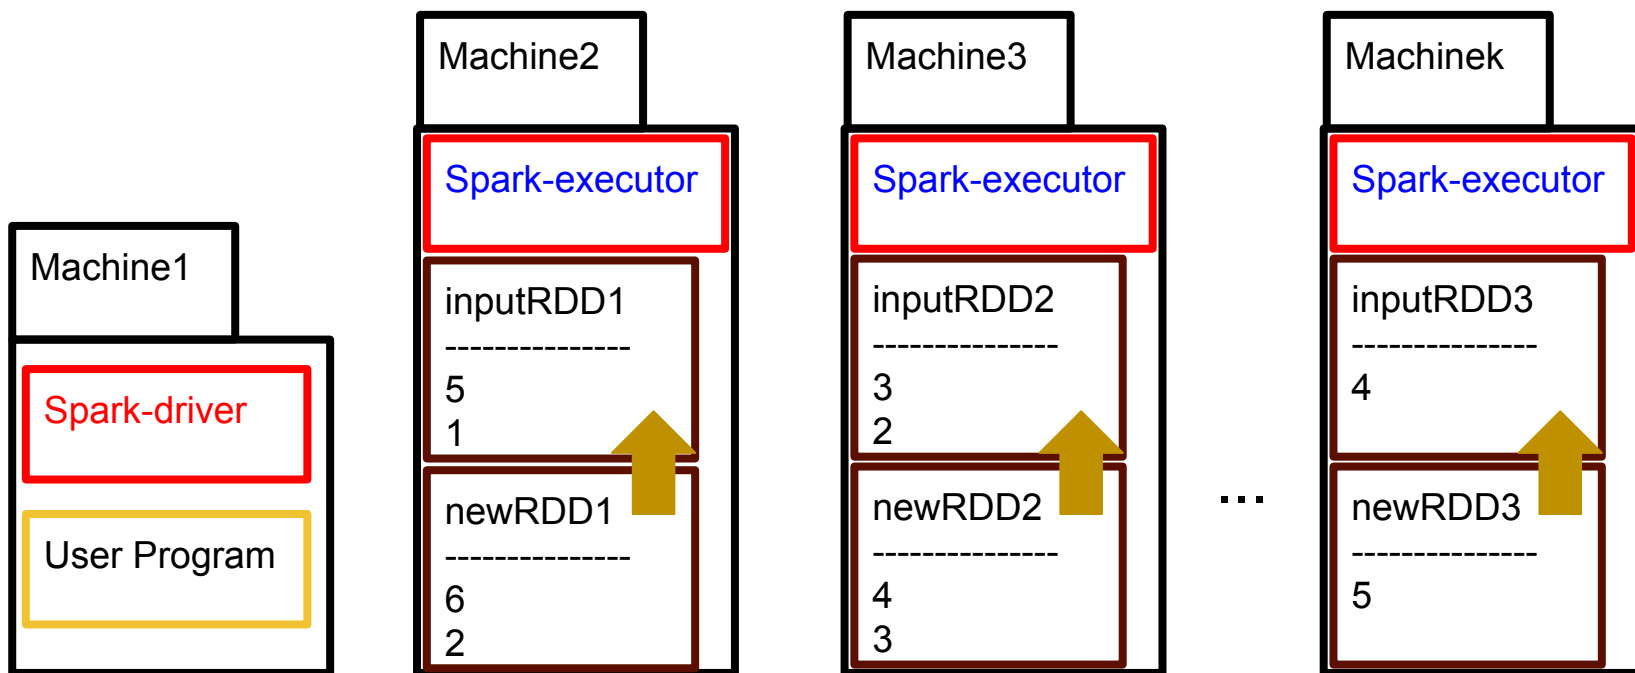 Machine1
Spark-driver
User Program
Machine2
Spark-executor
inputRDD1
---------------
5
1
newRDD1
---------------
6
2
Machine3
Spark-executor
inputRDD2
---------------
3
2
newRDD2
---------------
4
3
...
Machinek
Spark-executor
inputRDD3
---------------
4
newRDD3
---------------
5